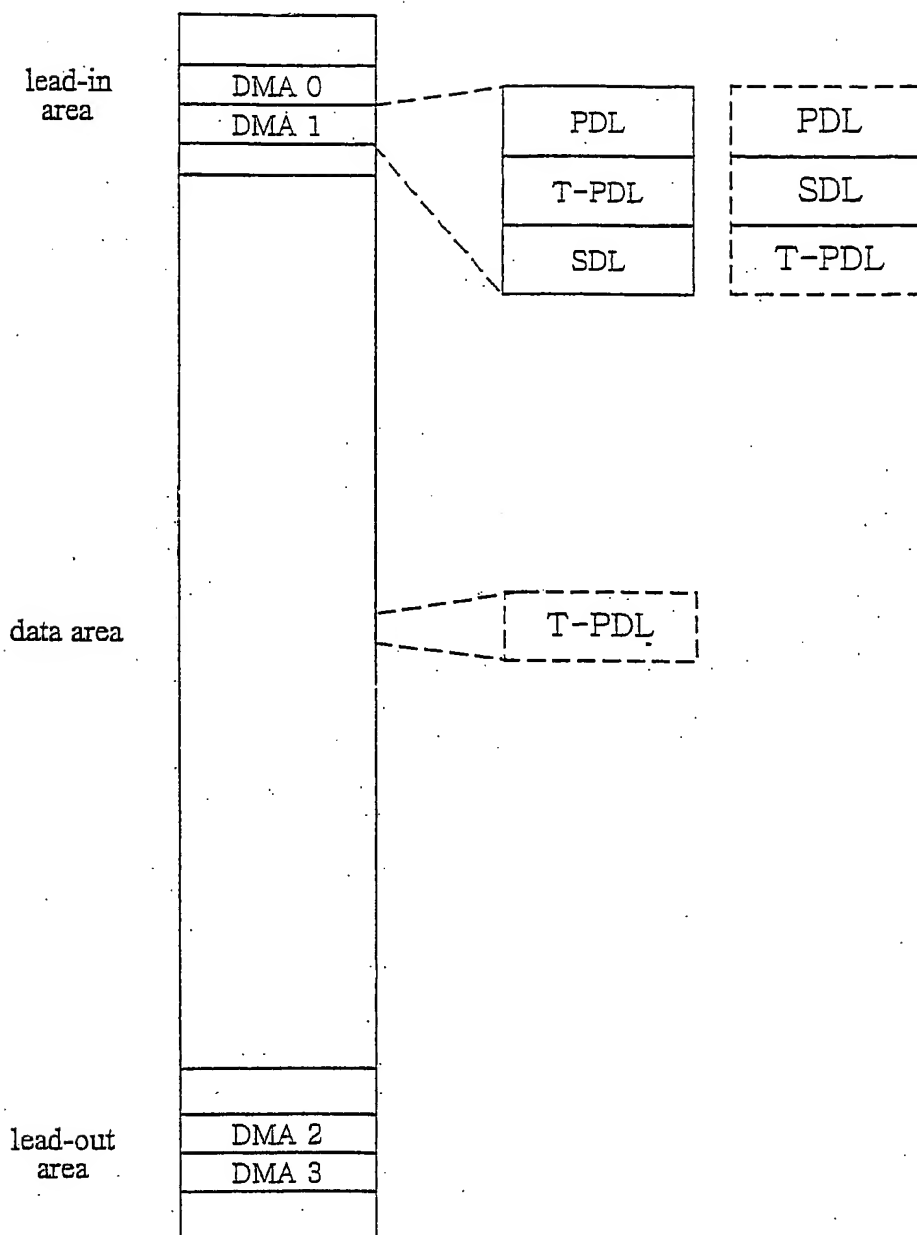 lead-in
area
DMA 0
DMA 1
PDL
T-PDL
SDL
PDL
SDL
T-PDL
data area
T-PDL
lead-out
area
DMA 2
DMA 3